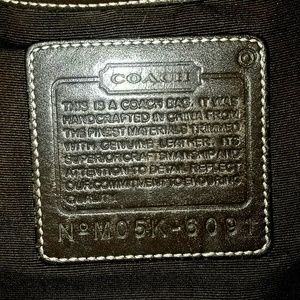 COACH
THIS IS A COACH BAG. IT WAS
HANDCRAFTED IN CHINA FROM
THE FINEST MATERIALS TRIMMED
WITH GENUINE LEATHER. ITS
SUPERIOR CRAFTSMANSHIP AND
ATTENTION TO DETAIL REFLECT
OUR COMMITMENT TO ENDURING
QUALITY.
Nº M05K-6091